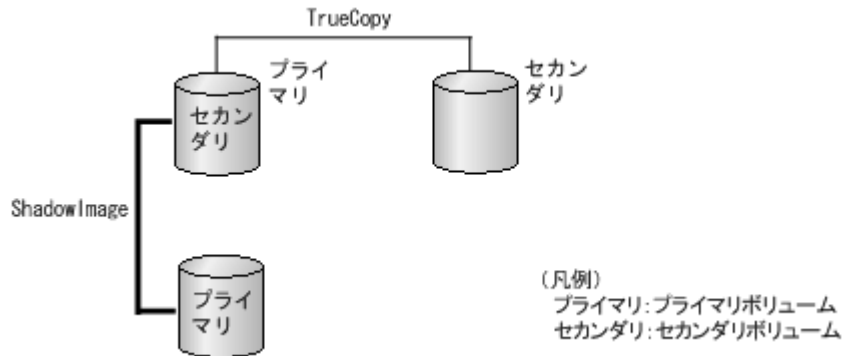 TrueCopy
プライ
マリ
セカン
ダリ
セカン
ダリ
ShadowImage
プライ
マリ
(凡例)
プライマリ:プライマリボリューム
セカンダリ:セカンダリボリューム